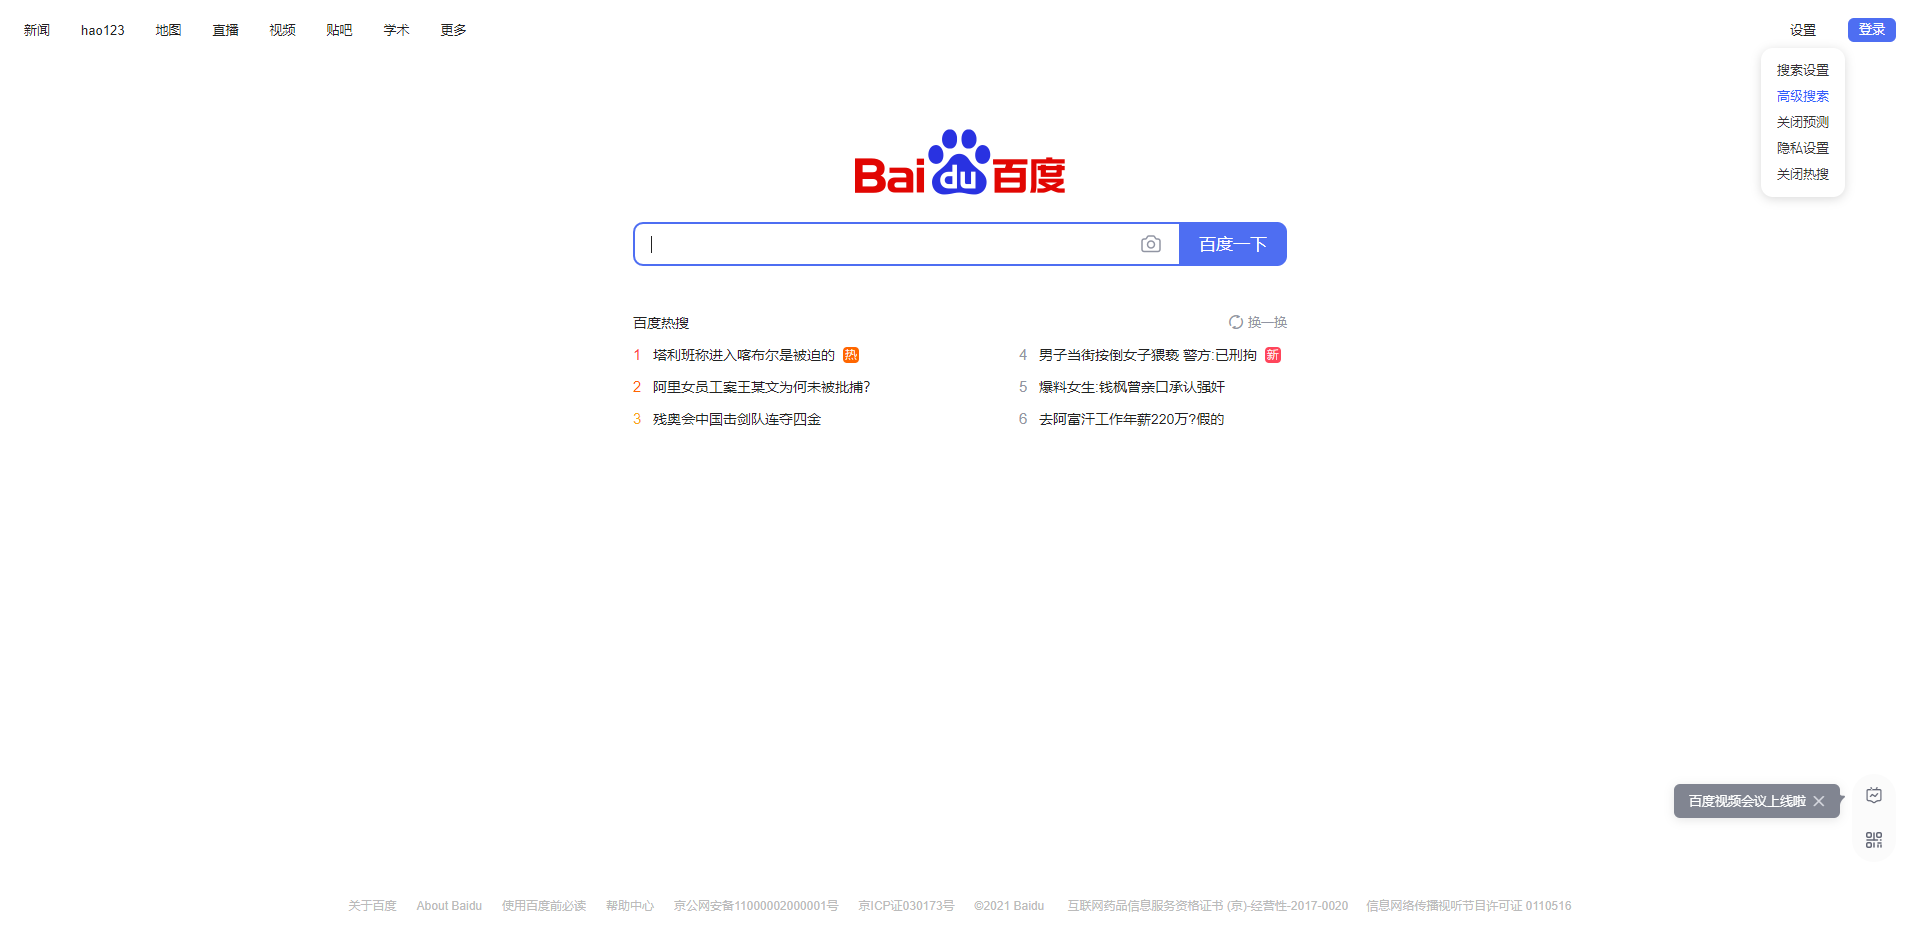 新闻 hao123 地图 直播 视频 贴吧 学术 更多 设置 登录
搜索设置
高级搜索
关闭预测
隐私设置
关闭热搜
Bai du 百度
百度一下
百度热搜 换一换
1 塔利班称进入喀布尔是被迫的 热
2 阿里女员工案王某文为何未被批捕?
3 残奥会中国击剑队连夺四金
4 男子当街按倒女子猥亵 警方:已刑拘 新
5 爆料女生:钱枫曾亲口承认强奸
6 去阿富汗工作年薪220万?假的
百度视频会议上线啦
关于百度 About Baidu 使用百度前必读 帮助中心 京公网安备11000002000001号 京ICP证030173号 ©2021 Baidu 互联网药品信息服务资格证书 (京)-经营性-2017-0020 信息网络传播视听节目许可证 0110516